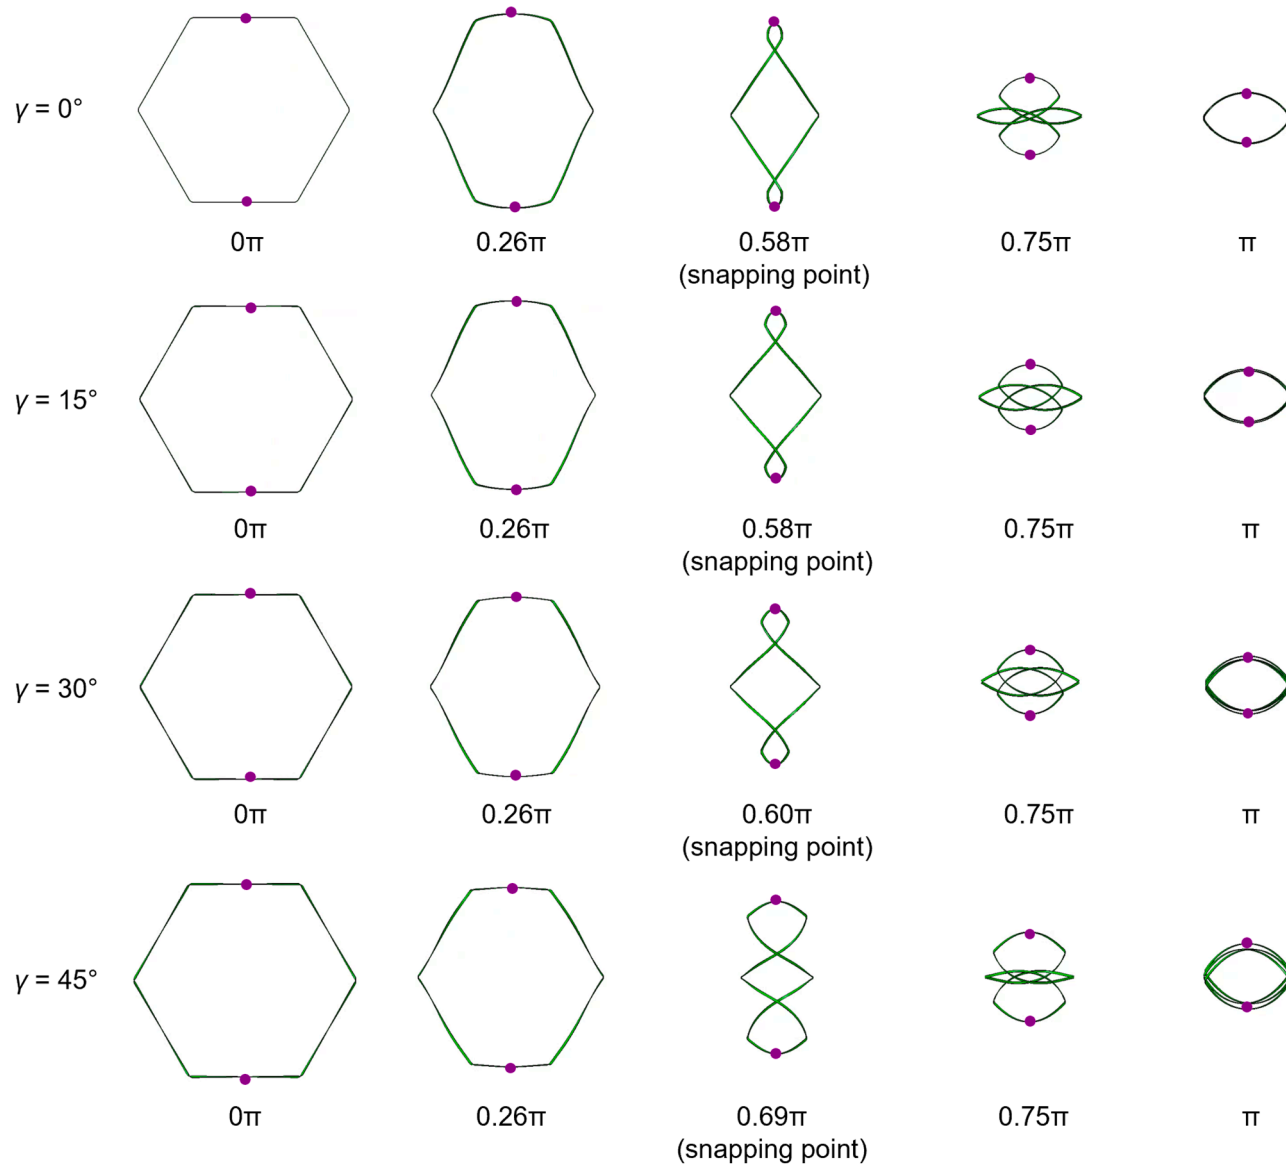 γ = 0°
0π 0.26π 0.58π 0.75π π
(snapping point)
γ = 15°
0π 0.26π 0.58π 0.75π π
(snapping point)
γ = 30°
0π 0.26π 0.60π 0.75π π
(snapping point)
γ = 45°
0π 0.26π 0.69π 0.75π π
(snapping point)